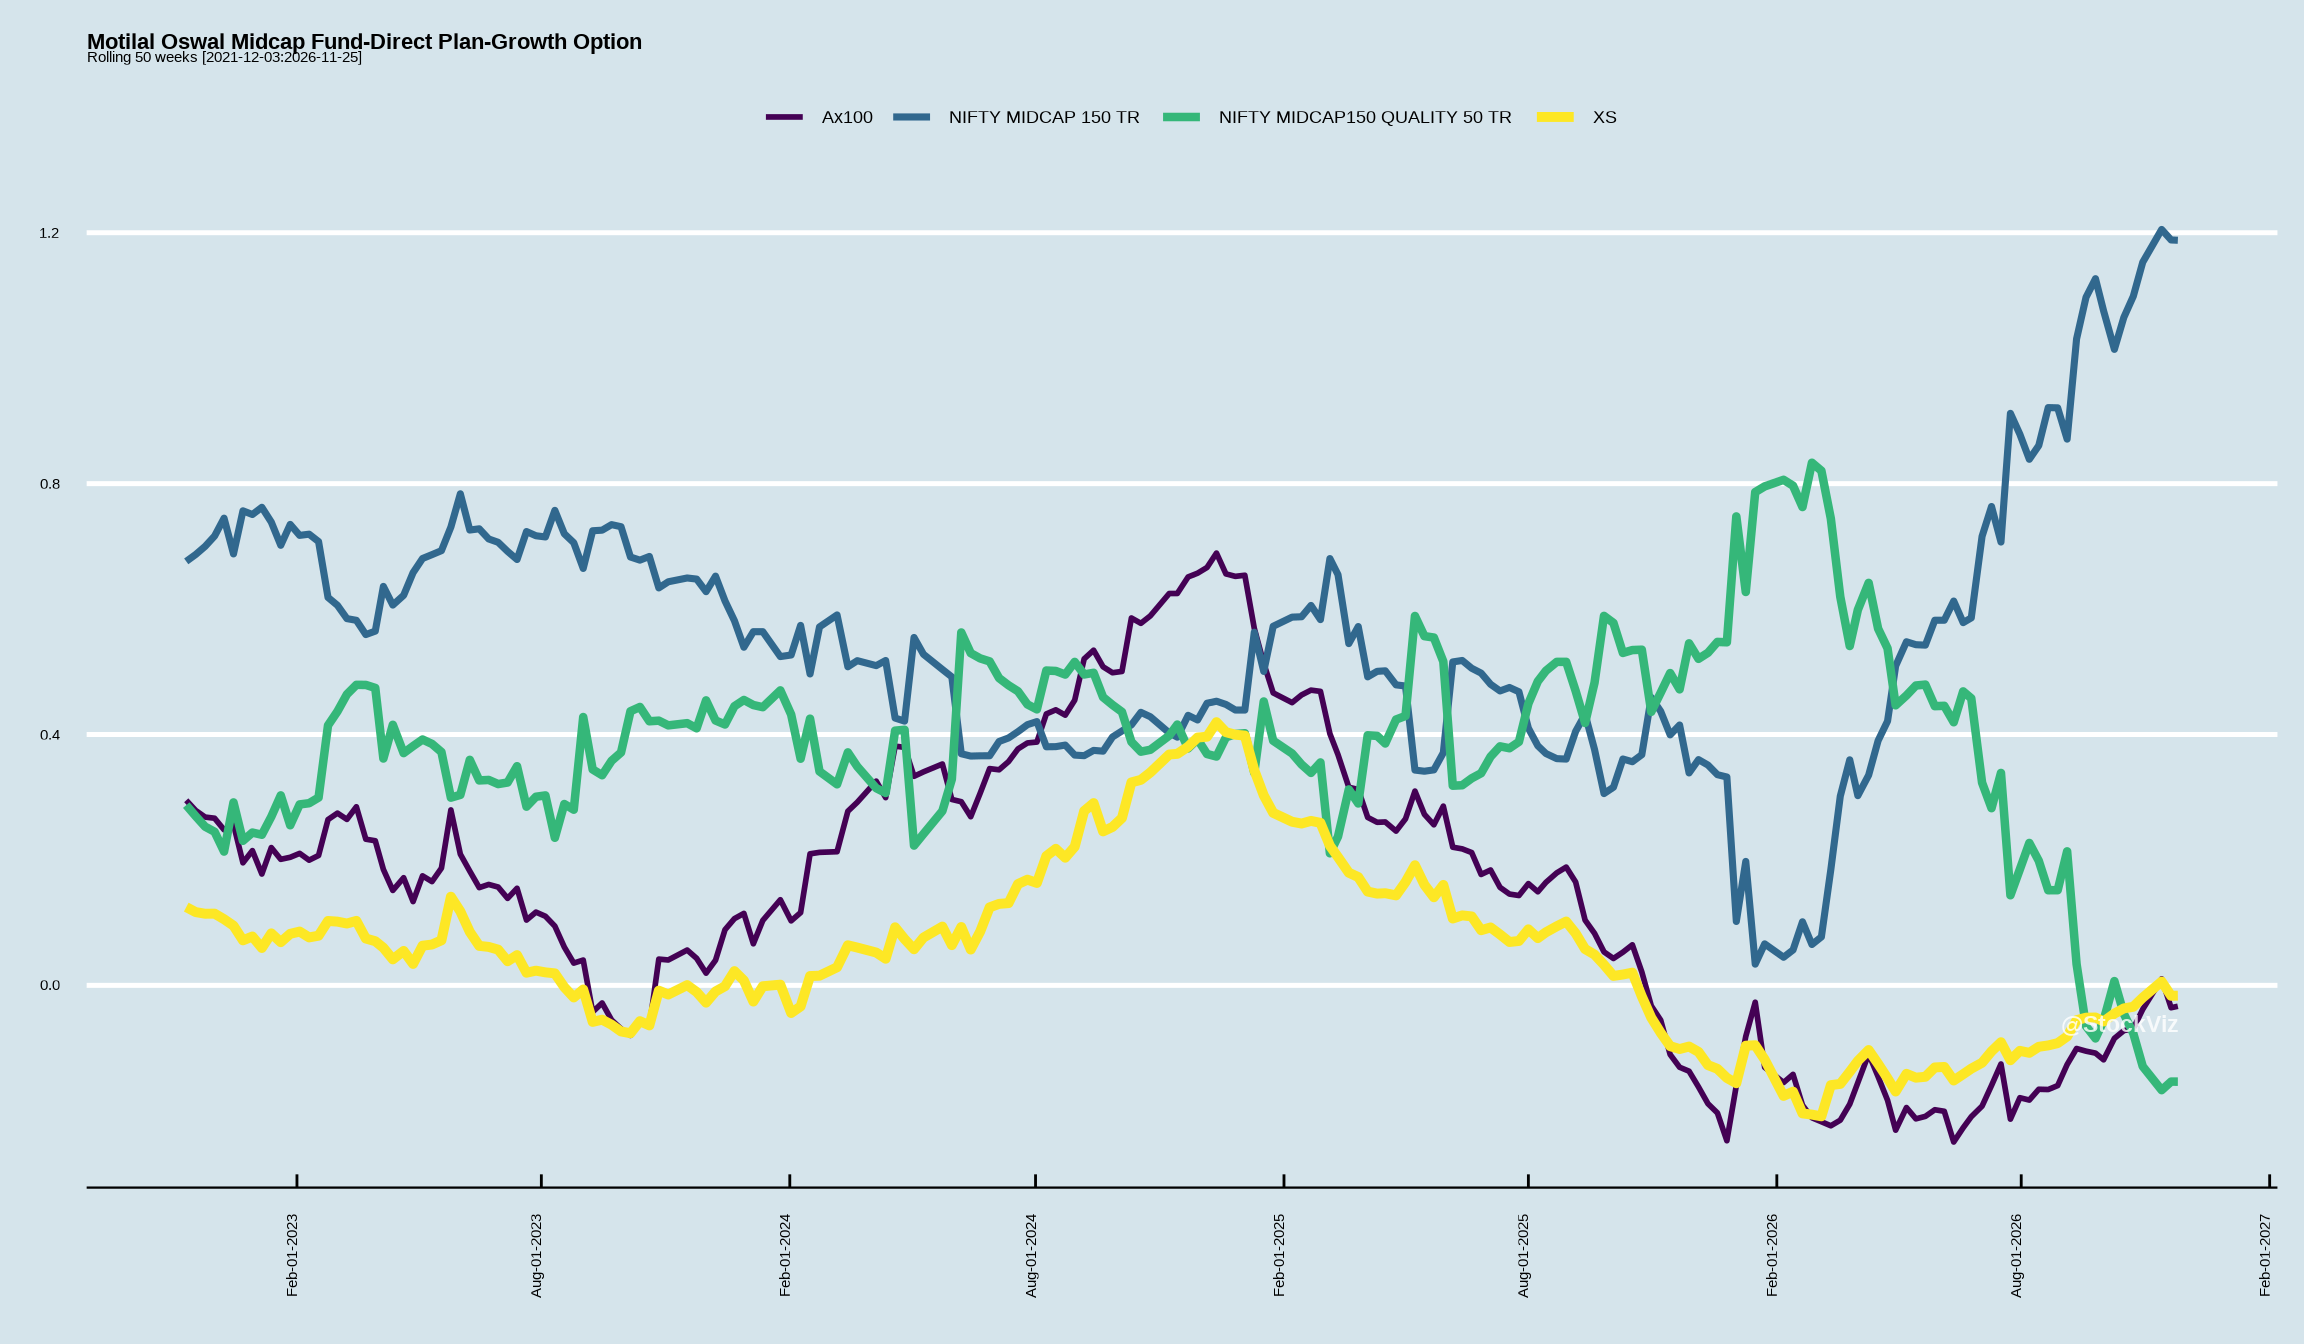 Motilal Oswal Midcap Fund-Direct Plan-Growth Option
Rolling 50 weeks [2021-12-03:2026-11-25]
Ax100 NIFTY MIDCAP 150 TR NIFTY MIDCAP150 QUALITY 50 TR XS
1.2
0.8
0.4
0.0
@StockViz
Feb-01-2023 Aug-01-2023 Feb-01-2024 Aug-01-2024 Feb-01-2025 Aug-01-2025 Feb-01-2026 Aug-01-2026 Feb-01-2027